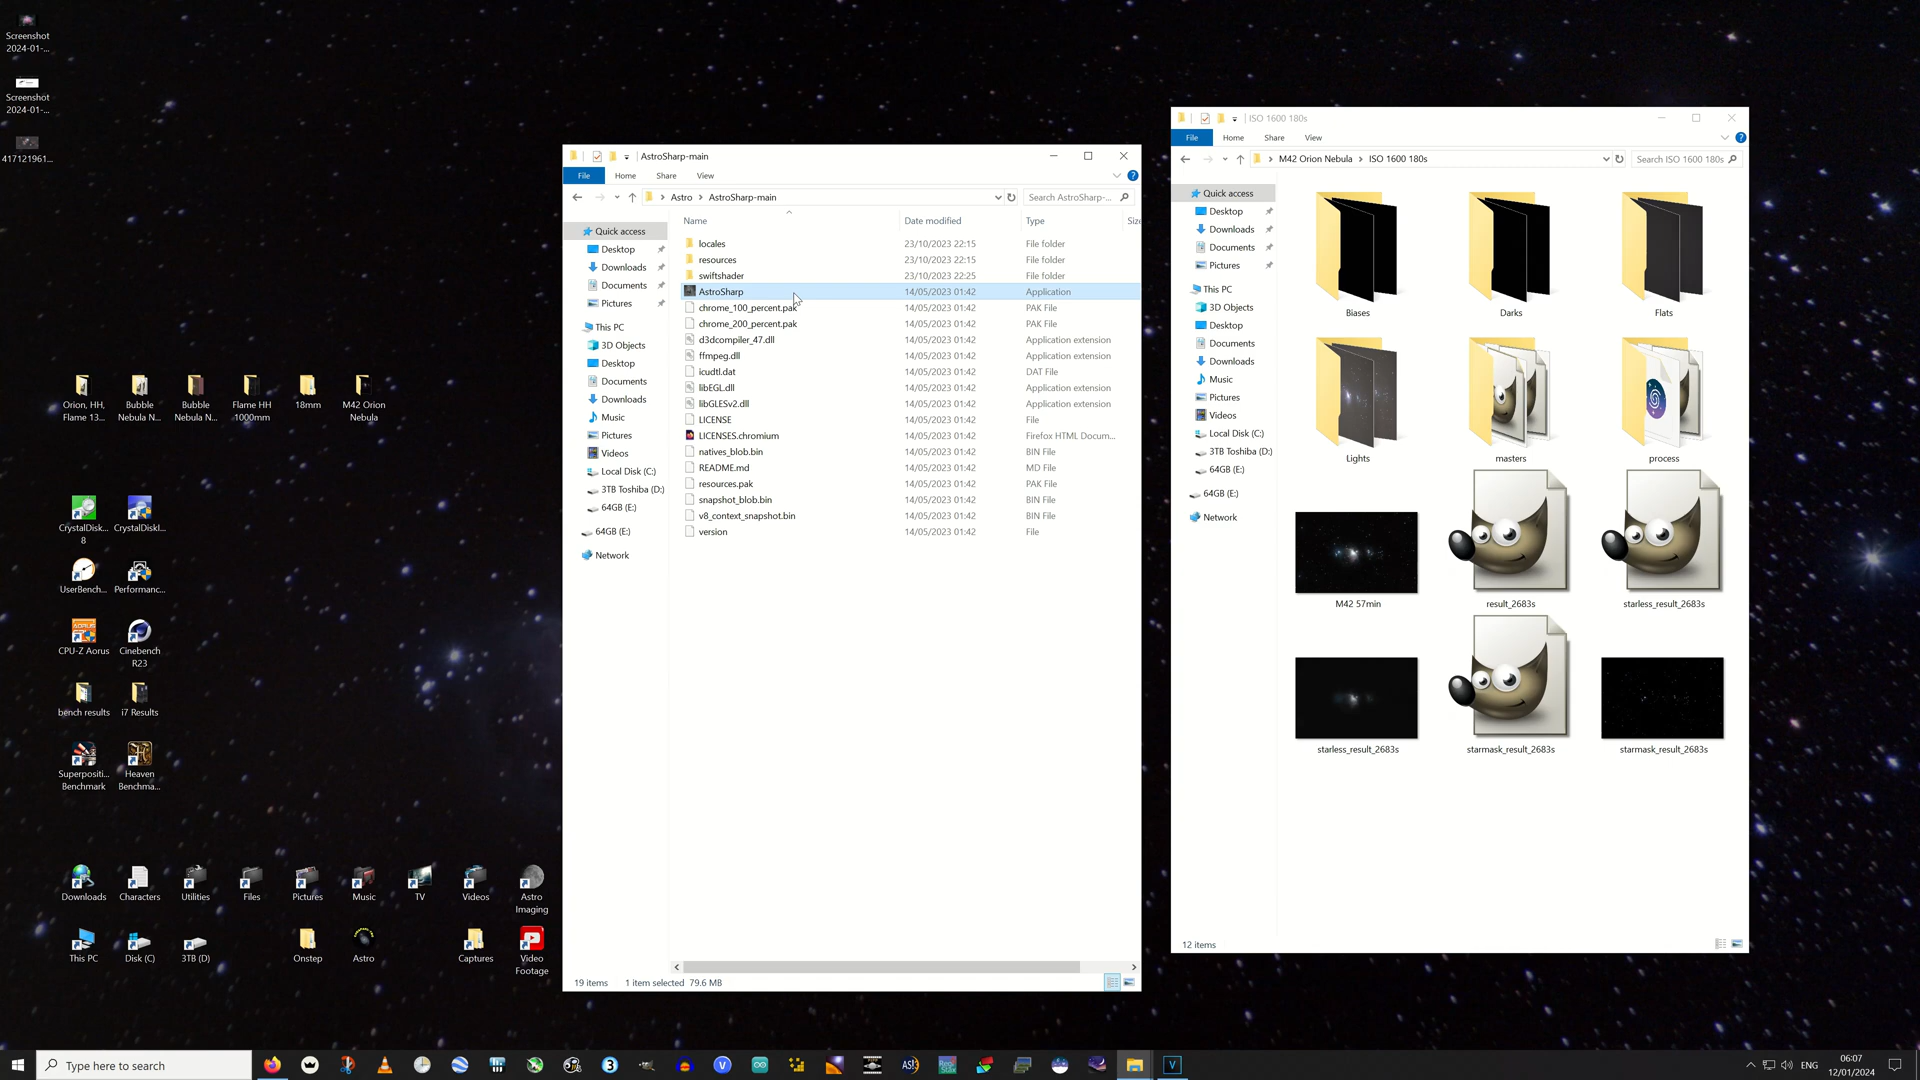 Screenshot
2024-01-...
Screenshot
2024-01-...
417121961...
Orion, HH,
Flame 13...
Bubble
Nebula N...
Bubble
Nebula N...
Flame HH
1000mm
18mm
M42 Orion
Nebula
CrystalDisk...
8
CrystalDiskI...
UserBench...
Performanc...
CPU-Z Aorus
Cinebench
R23
bench results
i7 Results
Superpositi...
Benchmark
Heaven
Benchma...
Downloads
Characters
Utilities
Files
Pictures
Music
TV
Videos
Astro
Imaging
This PC
Disk (C)
3TB (D)
Onstep
Astro
Captures
Video
Footage
AstroSharp-main
File Home Share View
Astro > AstroSharp-main
Search AstroSharp-...
Quick access
Desktop
Downloads
Documents
Pictures
This PC
3D Objects
Desktop
Documents
Downloads
Music
Pictures
Videos
Local Disk (C:)
3TB Toshiba (D:)
64GB (E:)
64GB (E:)
Network
Name Date modified Type Size
locales 23/10/2023 22:15 File folder
resources 23/10/2023 22:15 File folder
swiftshader 23/10/2023 22:25 File folder
AstroSharp 14/05/2023 01:42 Application
chrome_100_percent.pak 14/05/2023 01:42 PAK File
chrome_200_percent.pak 14/05/2023 01:42 PAK File
d3dcompiler_47.dll 14/05/2023 01:42 Application extension
ffmpeg.dll 14/05/2023 01:42 Application extension
icudtl.dat 14/05/2023 01:42 DAT File
libEGL.dll 14/05/2023 01:42 Application extension
libGLESv2.dll 14/05/2023 01:42 Application extension
LICENSE 14/05/2023 01:42 File
LICENSES.chromium 14/05/2023 01:42 Firefox HTML Docum...
natives_blob.bin 14/05/2023 01:42 BIN File
README.md 14/05/2023 01:42 MD File
resources.pak 14/05/2023 01:42 PAK File
snapshot_blob.bin 14/05/2023 01:42 BIN File
v8_context_snapshot.bin 14/05/2023 01:42 BIN File
version 14/05/2023 01:42 File
19 items 1 item selected 79.6 MB
ISO 1600 180s
File Home Share View
M42 Orion Nebula > ISO 1600 180s
Search ISO 1600 180s
Quick access
Desktop
Downloads
Documents
Pictures
This PC
3D Objects
Desktop
Documents
Downloads
Music
Pictures
Videos
Local Disk (C:)
3TB Toshiba (D:)
64GB (E:)
64GB (E:)
Network
Biases
Darks
Flats
Lights
masters
process
M42 57min
result_2683s
starless_result_2683s
starless_result_2683s
starmask_result_2683s
starmask_result_2683s
12 items
Type here to search
ENG
06:07
12/01/2024